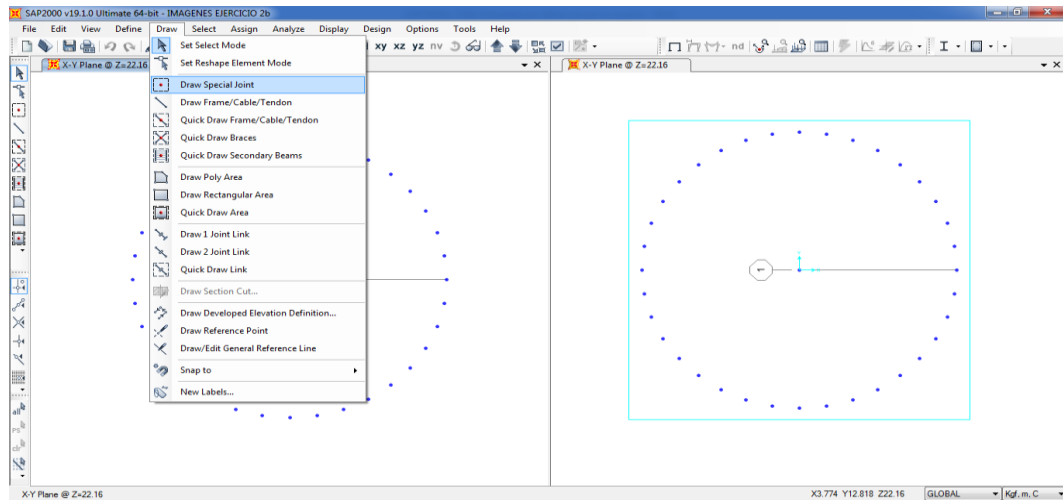 SAP2000 v19.1.0 Ultimate 64-bit - IMAGENES EJERCICIO 2b
File Edit View Define Draw Select Assign Analyze Display Design Options Tools Help
xy xz yz nv nd
X-Y Plane @ Z=22.16
X-Y Plane @ Z=22.16
Set Select Mode
Set Reshape Element Mode
Draw Special Joint
Draw Frame/Cable/Tendon
Quick Draw Frame/Cable/Tendon
Quick Draw Braces
Quick Draw Secondary Beams
Draw Poly Area
Draw Rectangular Area
Quick Draw Area
Draw 1 Joint Link
Draw 2 Joint Link
Quick Draw Link
Draw Section Cut...
Draw Developed Elevation Definition...
Draw Reference Point
Draw/Edit General Reference Line
Snap to
New Labels...
all
PS
clr
1
X-Y Plane @ Z=22.16
X3.774 Y12.818 Z22.16
GLOBAL
Kgf, m, C